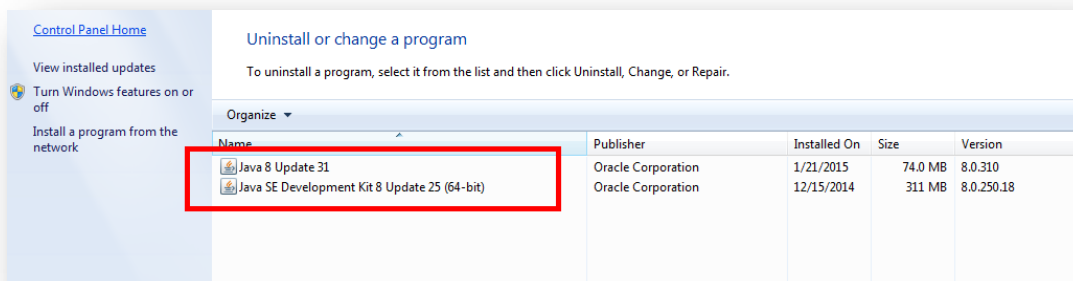 Control Panel Home
View installed updates
Turn Windows features on or
off
Install a program from the
network
Uninstall or change a program
To uninstall a program, select it from the list and then click Uninstall, Change, or Repair.
Organize
Name Publisher Installed On Size Version
Java 8 Update 31 Oracle Corporation 1/21/2015 74.0 MB 8.0.310
Java SE Development Kit 8 Update 25 (64-bit) Oracle Corporation 12/15/2014 311 MB 8.0.250.18